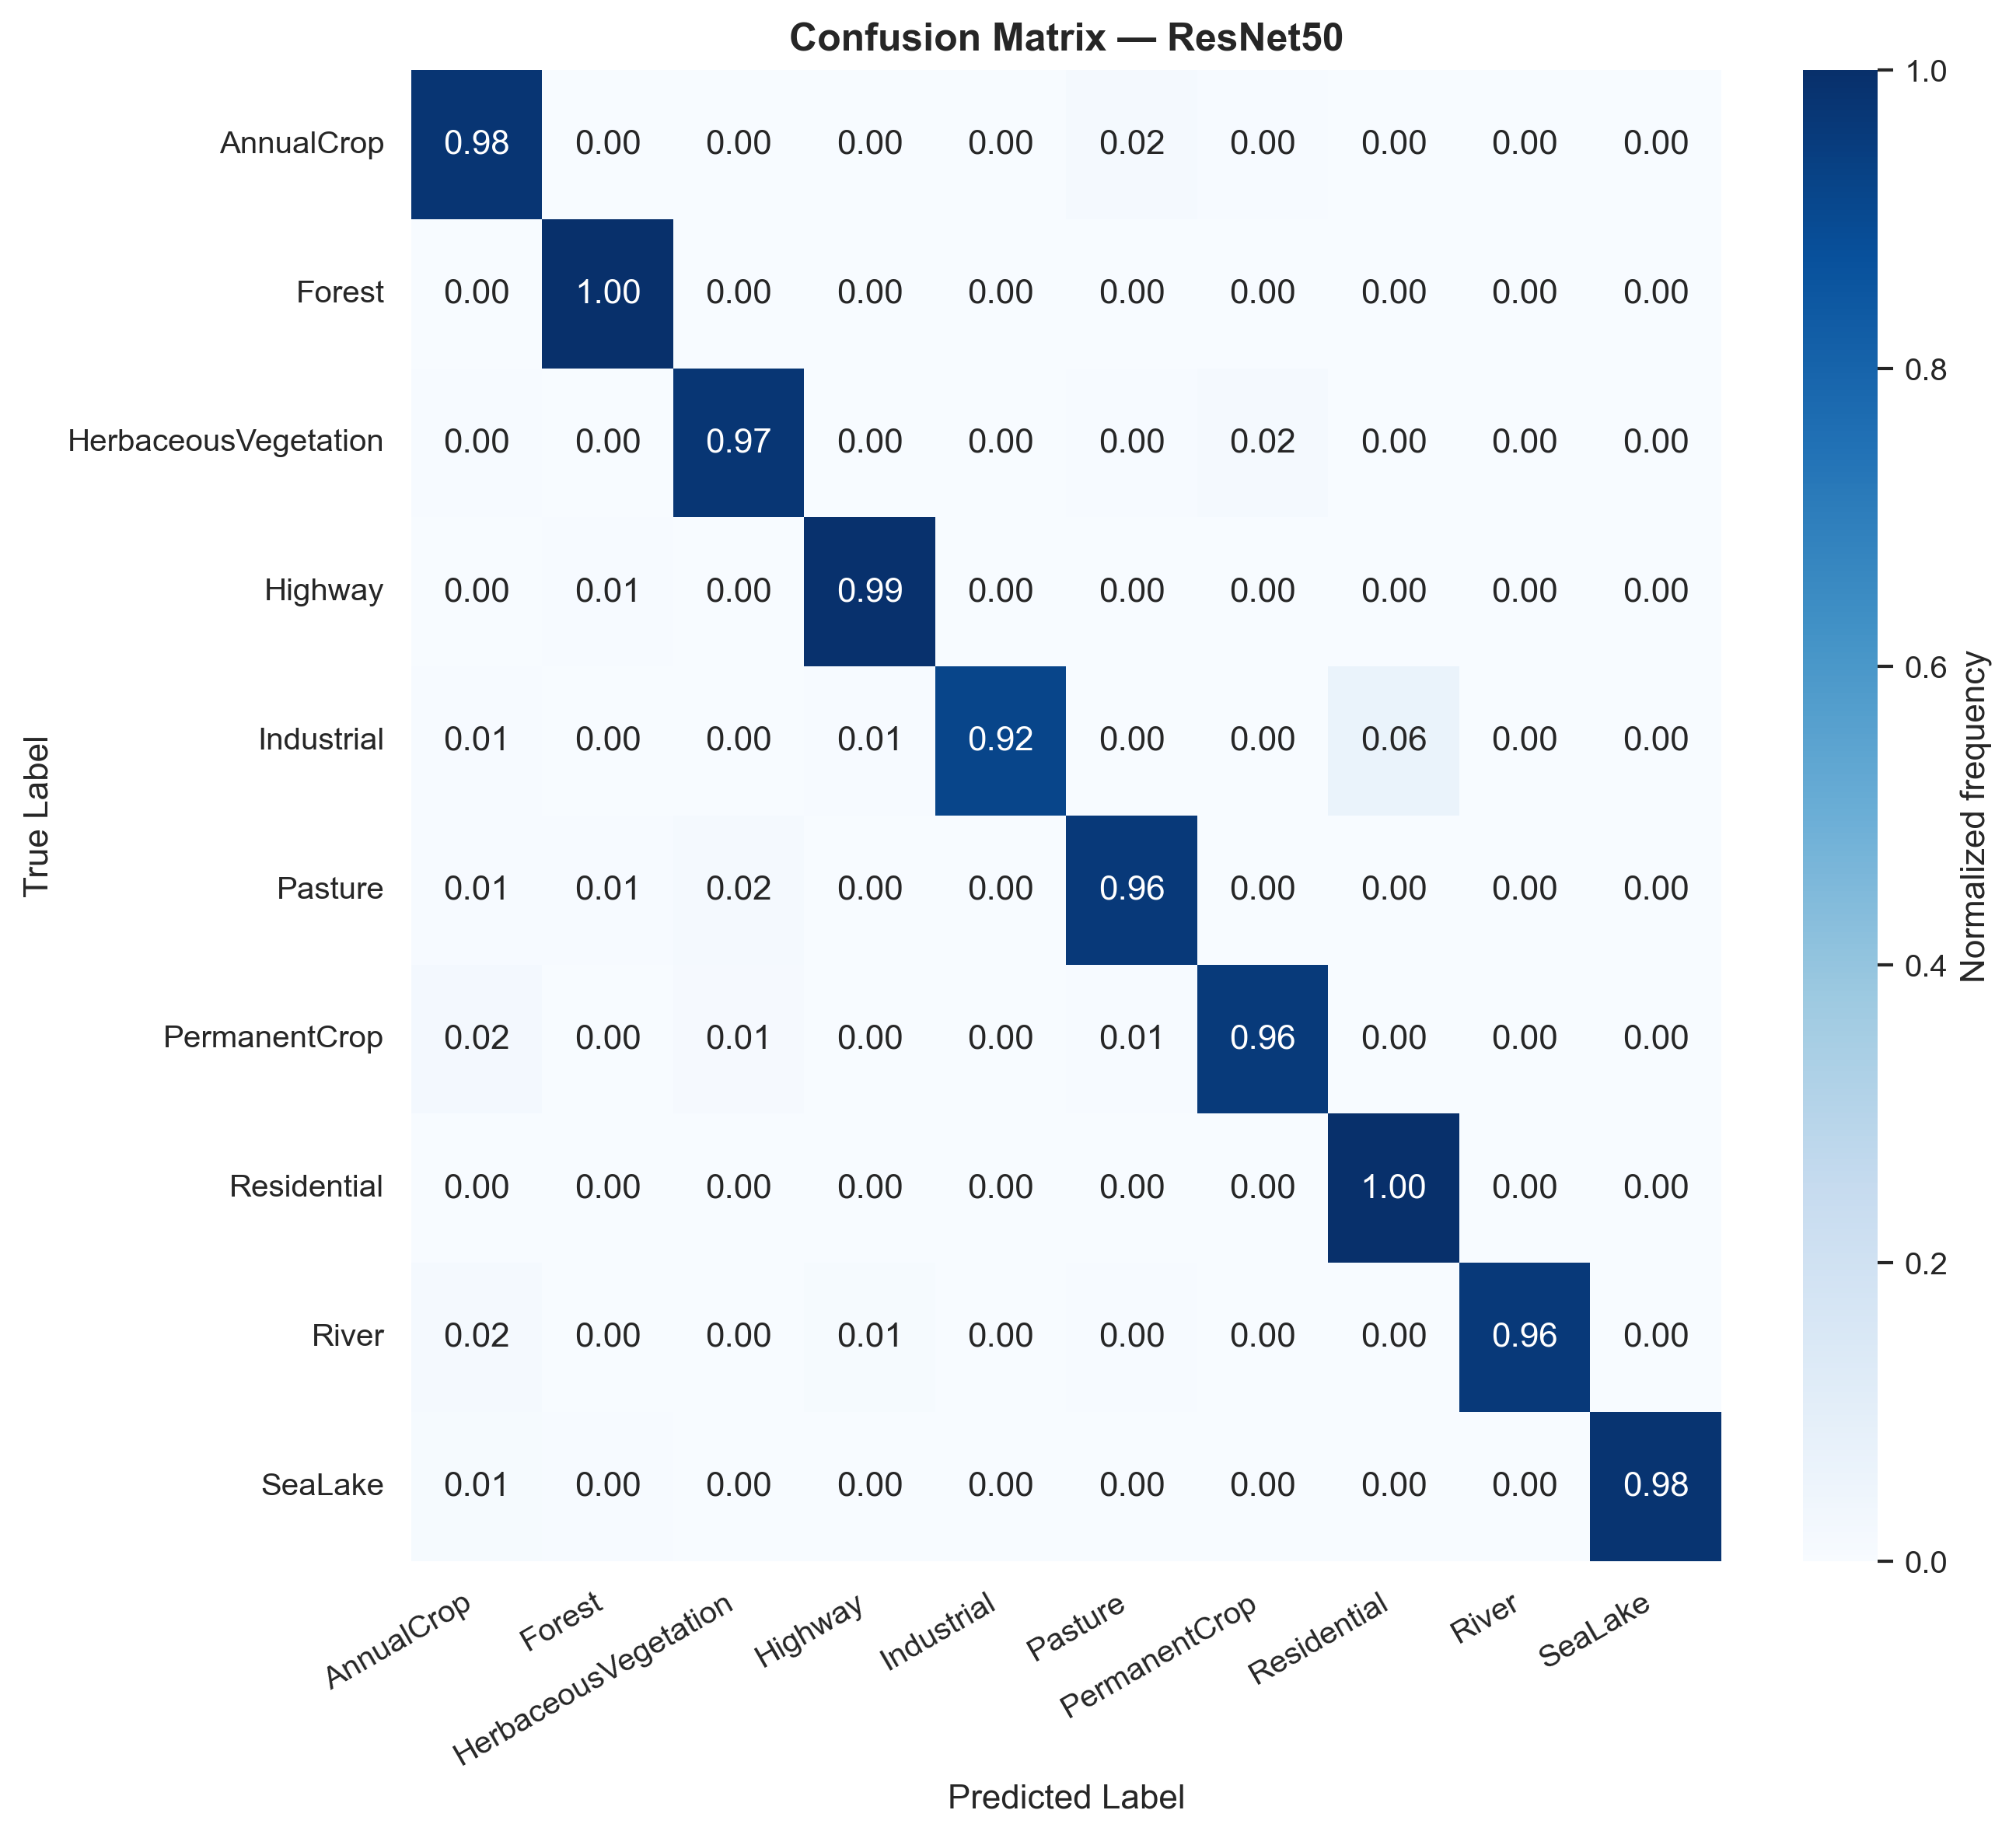 Confusion Matrix — ResNet50
AnnualCrop 0.98 0.00 0.00 0.00 0.00 0.02 0.00 0.00 0.00 0.00
Forest 0.00 1.00 0.00 0.00 0.00 0.00 0.00 0.00 0.00 0.00
HerbaceousVegetation 0.00 0.00 0.97 0.00 0.00 0.00 0.02 0.00 0.00 0.00
Highway 0.00 0.01 0.00 0.99 0.00 0.00 0.00 0.00 0.00 0.00
Industrial 0.01 0.00 0.00 0.01 0.92 0.00 0.00 0.06 0.00 0.00
Pasture 0.01 0.01 0.02 0.00 0.00 0.96 0.00 0.00 0.00 0.00
PermanentCrop 0.02 0.00 0.01 0.00 0.00 0.01 0.96 0.00 0.00 0.00
Residential 0.00 0.00 0.00 0.00 0.00 0.00 0.00 1.00 0.00 0.00
River 0.02 0.00 0.00 0.01 0.00 0.00 0.00 0.00 0.96 0.00
SeaLake 0.01 0.00 0.00 0.00 0.00 0.00 0.00 0.00 0.00 0.98
True Label
AnnualCrop Forest HerbaceousVegetation Highway Industrial Pasture PermanentCrop Residential River SeaLake
Predicted Label
1.0
0.8
0.6
0.4
0.2
0.0
Normalized frequency